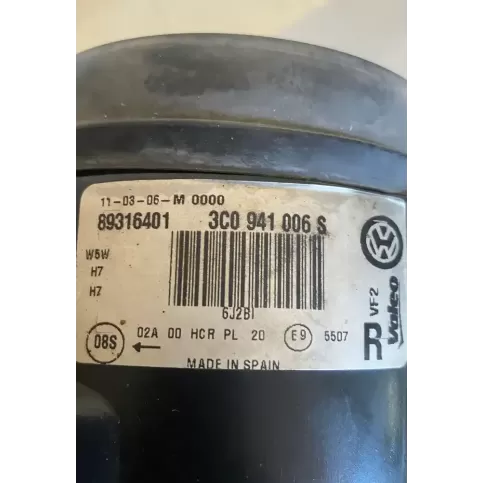 11-03-06-M 0000
89316401 3C0 941 006 S
W5W
H7
H7
6J2BI
08S 02A 00 HCR PL 20 E9 5507
MADE IN SPAIN
VW
R VF2
Valeo